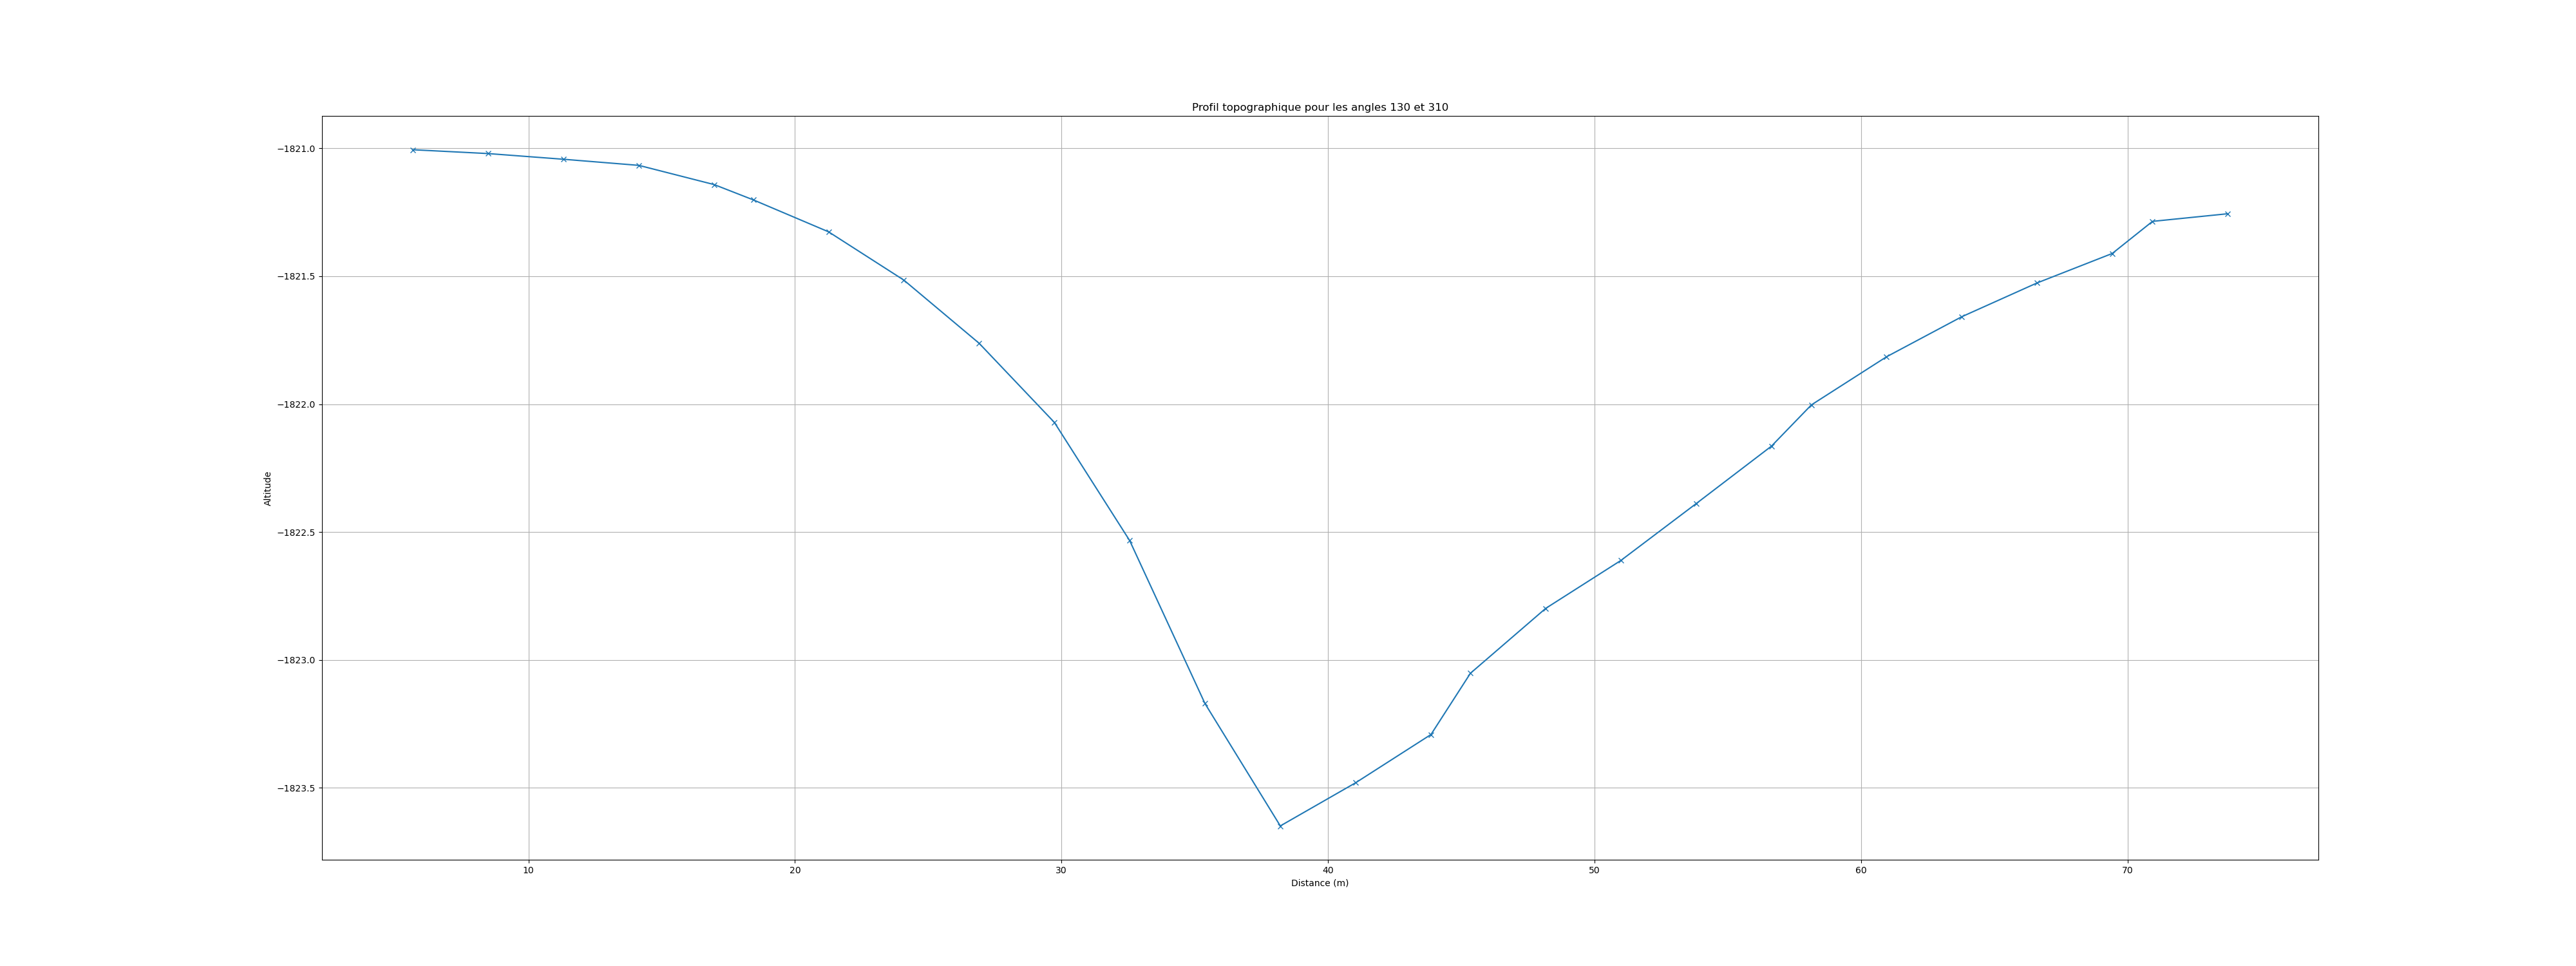 Profil topographique pour les angles 130 et 310
−1821.0
−1821.5
−1822.0
−1822.5
−1823.0
−1823.5
Altitude
10 20 30 40 50 60 70
Distance (m)